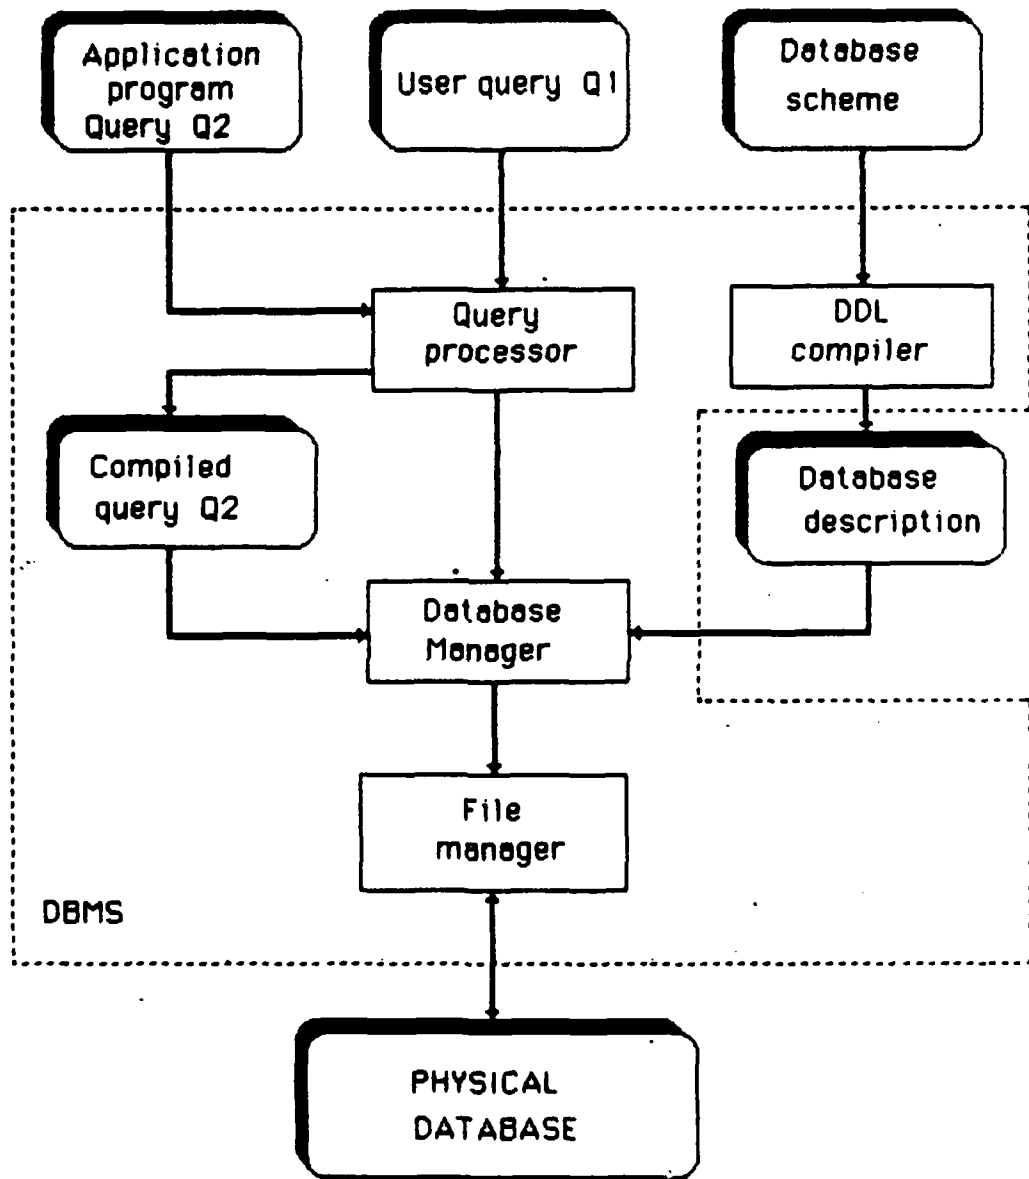 Application
program
Query Q2
User query Q1
Database
scheme
Query
processor
DDL
compiler
Compiled
query Q2
Database
description
Database
Manager
File
manager
DBMS
PHYSICAL
DATABASE